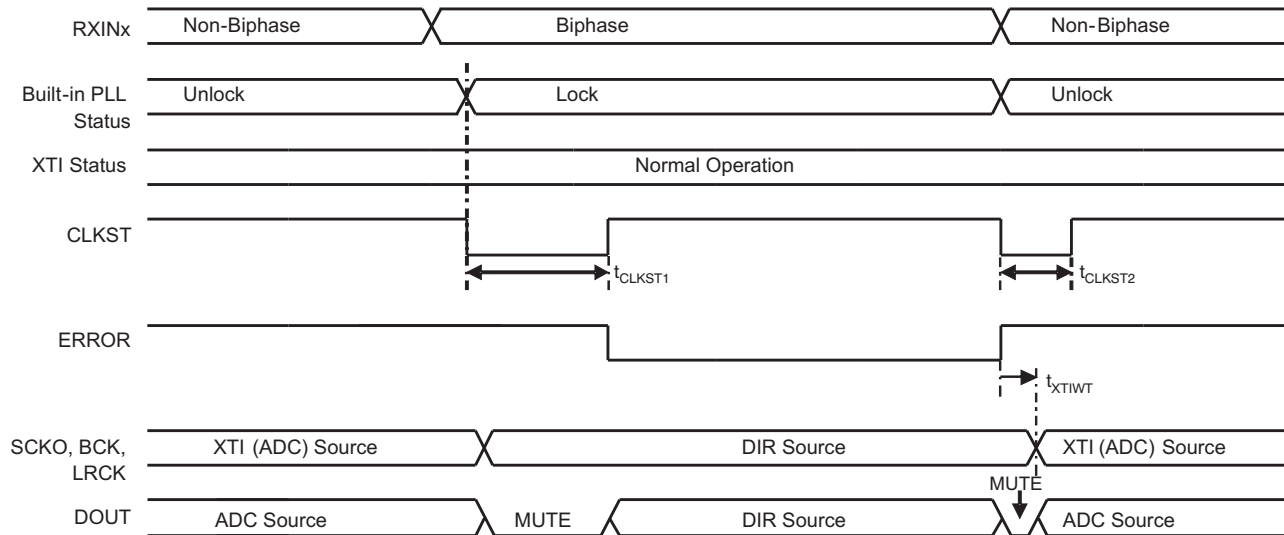 RXINx Non-Biphase Biphase Non-Biphase
Built-in PLL Status Unlock Lock Unlock
XTI Status Normal Operation
CLKST
tCLKST1 tCLKST2
ERROR
tXTIWT
SCKO, BCK, LRCK XTI (ADC) Source DIR Source XTI (ADC) Source
MUTE
DOUT ADC Source MUTE DIR Source ADC Source